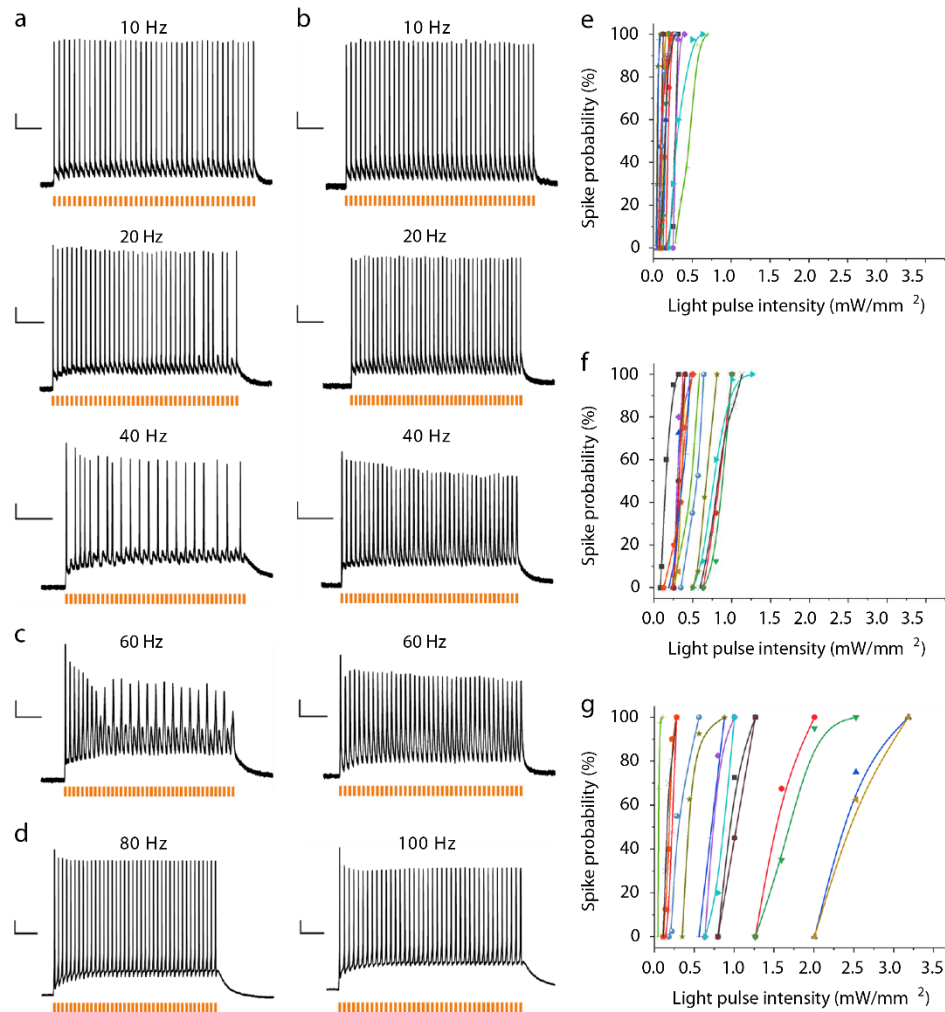 a
10 Hz
20 Hz
40 Hz
b
10 Hz
20 Hz
40 Hz
c
60 Hz
60 Hz
d
80 Hz
100 Hz
e
Spike probability (%)
100
80
60
40
20
0
0.0 0.5 1.0 1.5 2.0 2.5 3.0 3.5
Light pulse intensity (mW/mm 2)
f
Spike probability (%)
100
80
60
40
20
0
0.0 0.5 1.0 1.5 2.0 2.5 3.0 3.5
Light pulse intensity (mW/mm 2)
g
Spike probability (%)
100
80
60
40
20
0
0.0 0.5 1.0 1.5 2.0 2.5 3.0 3.5
Light pulse intensity (mW/mm 2)